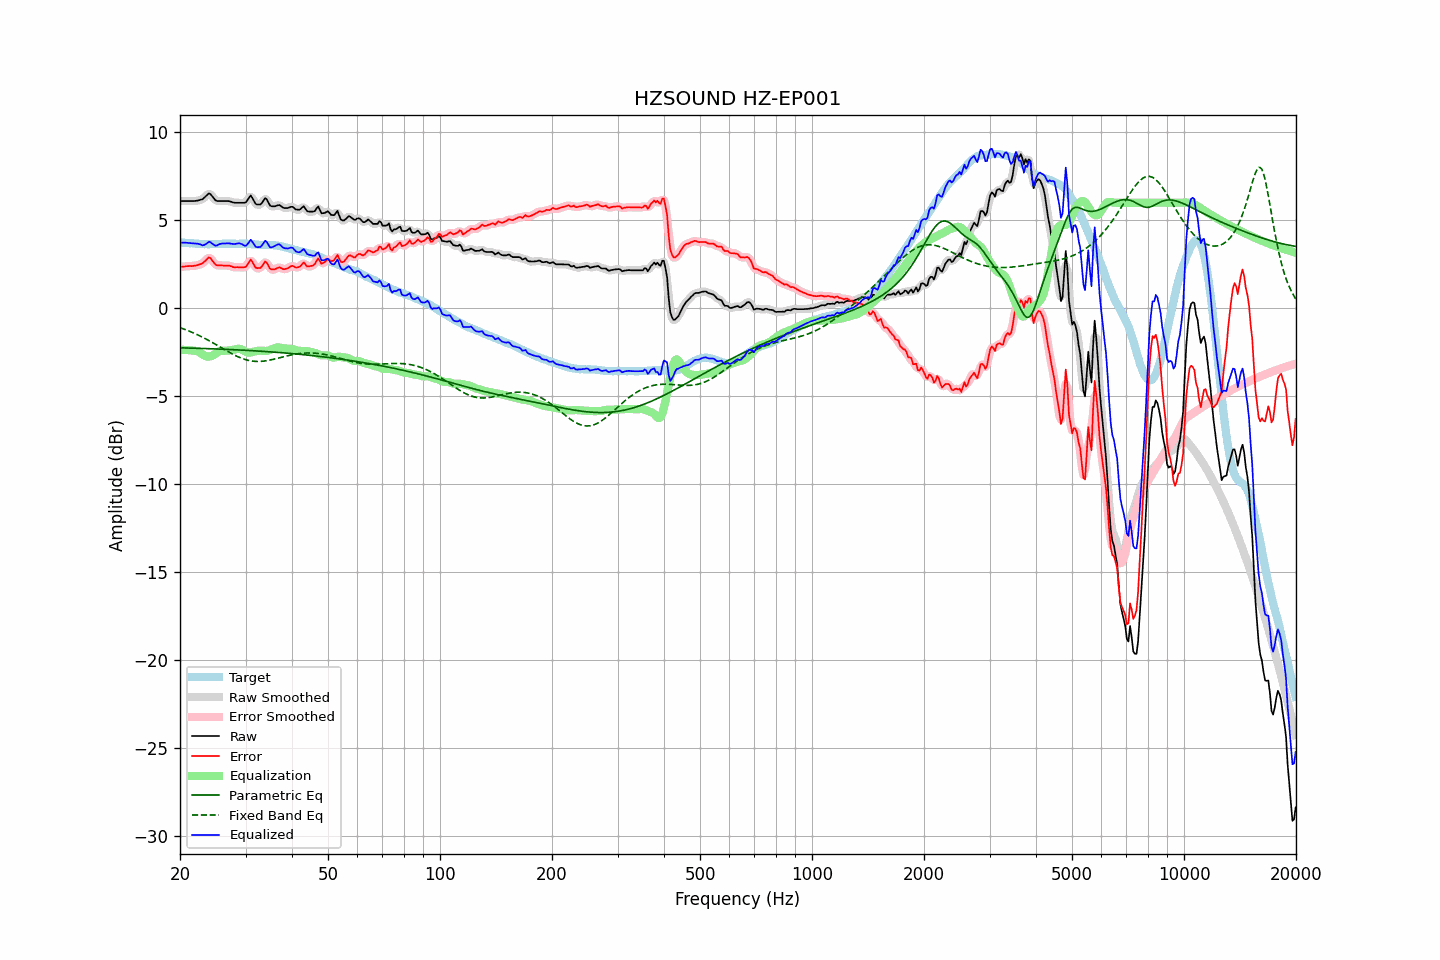 HZSOUND HZ-EP001
Amplitude (dBr)
10
5
0
−5
−10
−15
−20
−25
−30
Target
Raw Smoothed
Error Smoothed
Raw
Error
Equalization
Parametric Eq
Fixed Band Eq
Equalized
20 50 100 200 500 1000 2000 5000 10000 20000
Frequency (Hz)